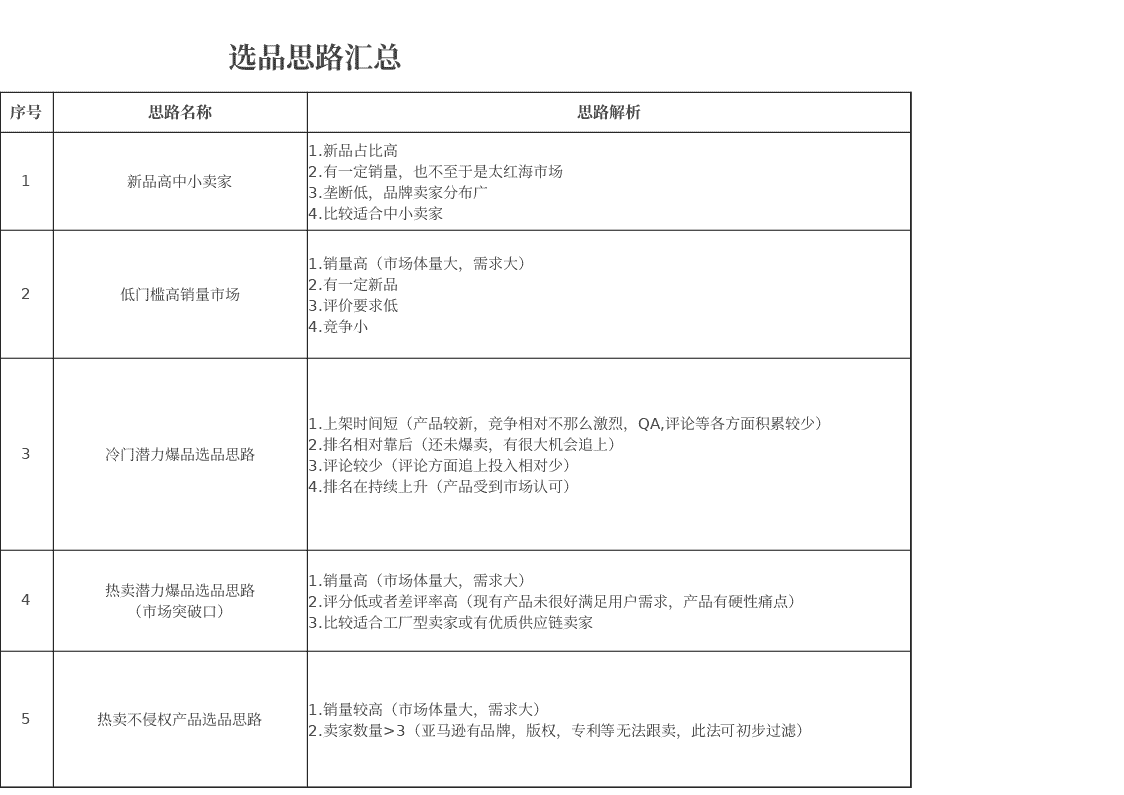 选品思路汇总
序号 思路名称 思路解析
1 新品高中小卖家
1.新品占比高
2.有一定销量，也不至于是太红海市场
3.垄断低，品牌卖家分布广
4.比较适合中小卖家
2 低门槛高销量市场
1.销量高（市场体量大，需求大）
2.有一定新品
3.评价要求低
4.竞争小
3 冷门潜力爆品选品思路
1.上架时间短（产品较新，竞争相对不那么激烈，QA,评论等各方面积累较少）
2.排名相对靠后（还未爆卖，有很大机会追上）
3.评论较少（评论方面追上投入相对少）
4.排名在持续上升（产品受到市场认可）
4 热卖潜力爆品选品思路
（市场突破口）
1.销量高（市场体量大，需求大）
2.评分低或者差评率高（现有产品未很好满足用户需求，产品有硬性痛点）
3.比较适合工厂型卖家或有优质供应链卖家
5 热卖不侵权产品选品思路
1.销量较高（市场体量大，需求大）
2.卖家数量>3（亚马逊有品牌，版权，专利等无法跟卖，此法可初步过滤）